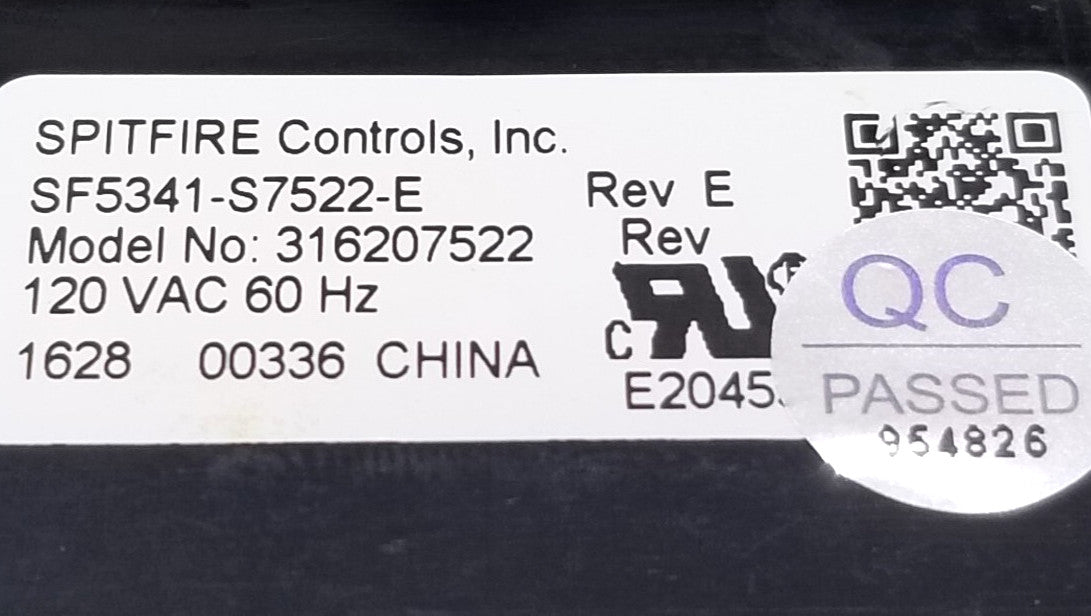 SPITFIRE Controls, Inc.
SF5341-S7522-E Rev E
Model No: 316207522 Rev
120 VAC 60 Hz
1628 00336 CHINA
C
QC
PASSED
954826